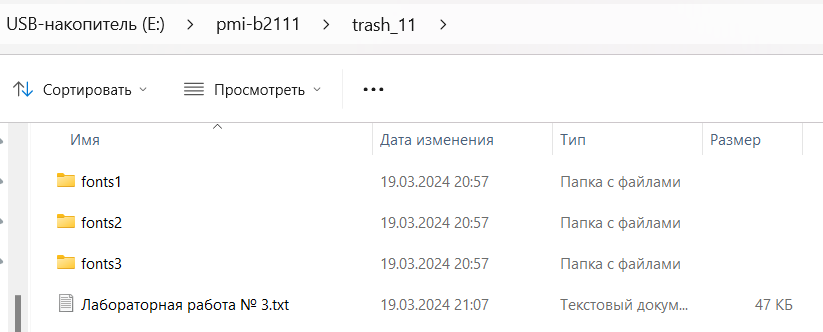 USB-накопитель (E:) > pmi-b2111 > trash_11 >
Сортировать Просмотреть ...
Имя Дата изменения Тип Размер
fonts1 19.03.2024 20:57 Папка с файлами
fonts2 19.03.2024 20:57 Папка с файлами
fonts3 19.03.2024 20:57 Папка с файлами
Лабораторная работа № 3.txt 19.03.2024 21:07 Текстовый докум... 47 КБ